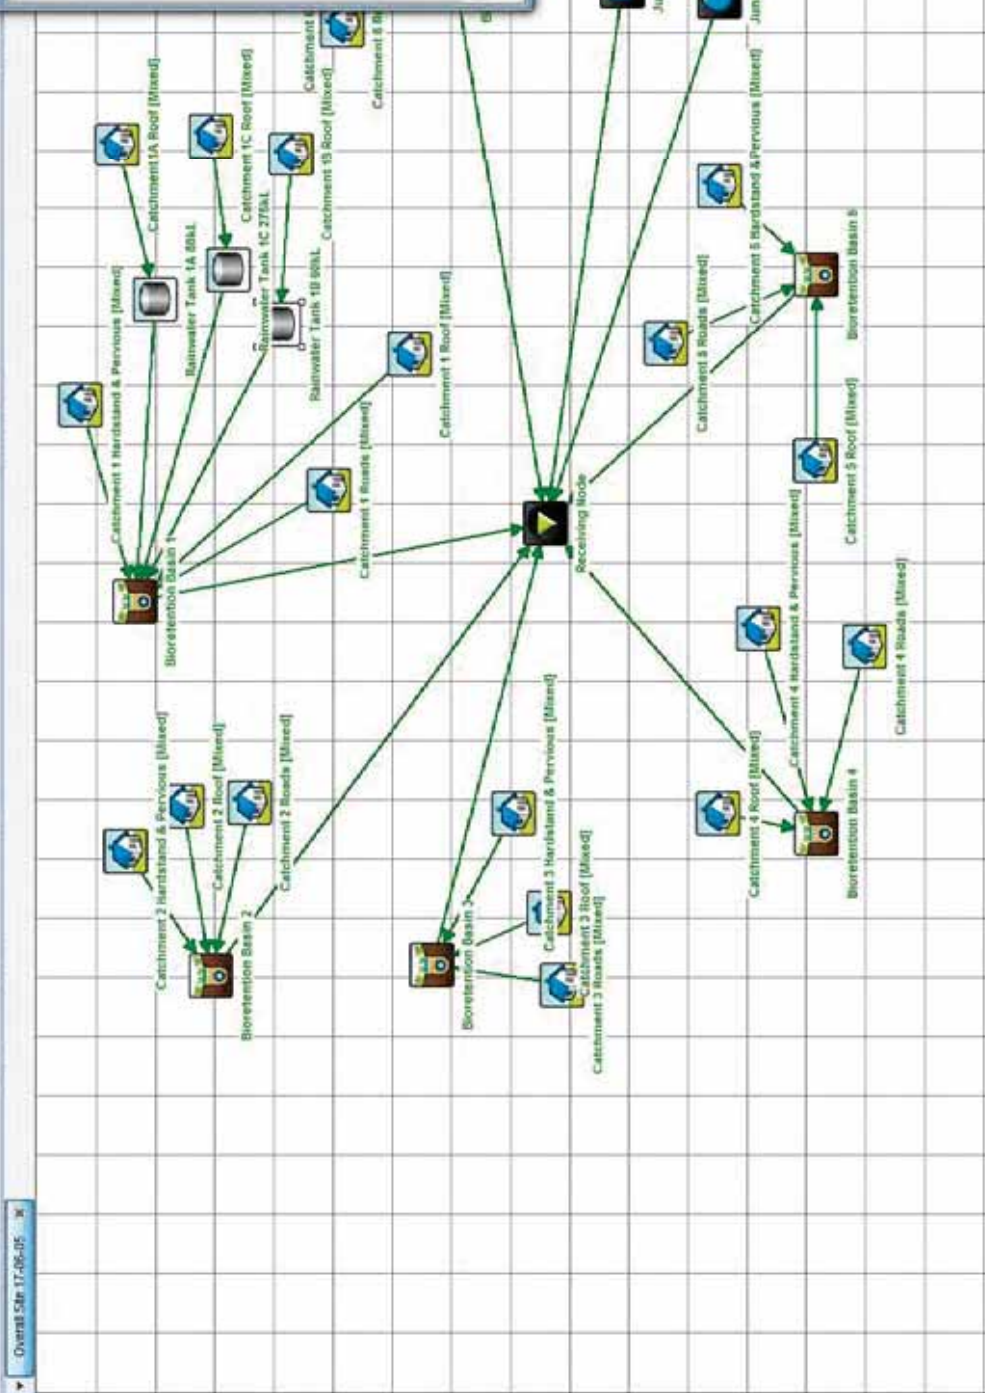 Overall Site 17-06-05
Catchment 2 Hardstand & Pervious [Mixed]
Catchment 2 Roof [Mixed]
Catchment 2 Roads [Mixed]
Bioretention Basin 2
Catchment 1 Hardstand & Pervious [Mixed]
Catchment1A Roof [Mixed]
Rainwater Tank 1A
Catchment 1C Roof [Mixed]
Rainwater Tank 1C
Catchment 1B Roof [Mixed]
Rainwater Tank 1B
Bioretention Basin 1
Catchment 1 Roads [Mixed]
Catchment 1 Roof [Mixed]
Catchment
Catchment 6
Bioretention Basin 3
Catchment 3 Hardstand & Pervious [Mixed]
Catchment 3 Roof [Mixed]
Catchment 3 Roads [Mixed]
Receiving Node
Catchment 4 Roof [Mixed]
Catchment 4 Hardstand & Pervious [Mixed]
Catchment 4 Roads [Mixed]
Bioretention Basin 4
Catchment 5 Roads [Mixed]
Catchment 5 Hardstand &Pervious [Mixed]
Catchment 5 Roof [Mixed]
Bioretention Basin 5
Ju
Jun